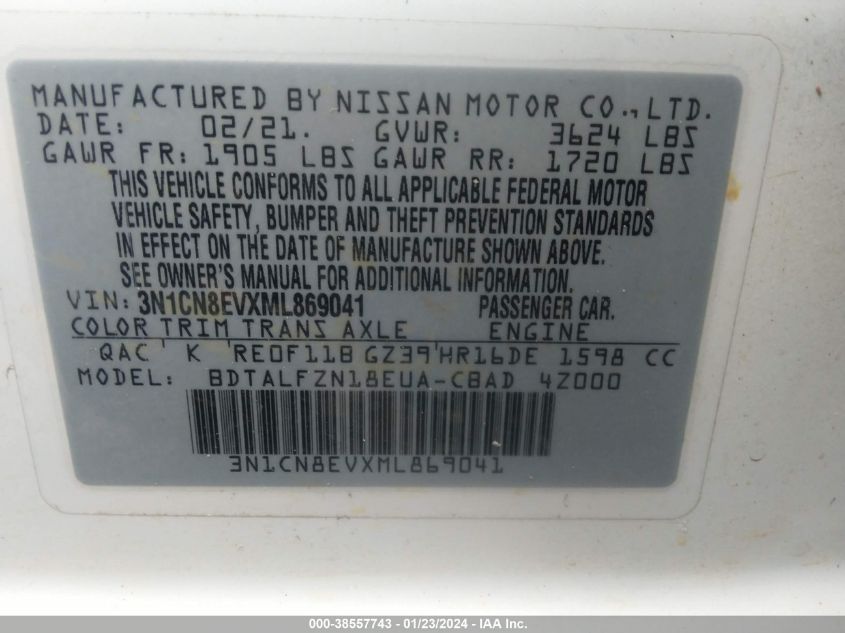 MANUFACTURED BY NISSAN MOTOR CO., LTD.
DATE: 02/21. GVWR: 3624 LBS
GAWR FR: 1905 LBS GAWR RR: 1720 LBS
THIS VEHICLE CONFORMS TO ALL APPLICABLE FEDERAL MOTOR
VEHICLE SAFETY, BUMPER AND THEFT PREVENTION STANDARDS
IN EFFECT ON THE DATE OF MANUFACTURE SHOWN ABOVE.
SEE OWNER'S MANUAL FOR ADDITIONAL INFORMATION.
VIN: 3N1CN8EVXML869041 PASSENGER CAR.
COLOR TRIM TRANS AXLE ENGINE
QAC ' K ' RE0F11B GZ39'HR16DE 1598 CC
MODEL: BDTALFZN18EUA-CBAD 4Z000
3N1CN8EVXML869041
000-38557743 - 01/23/2024 - IAA Inc.